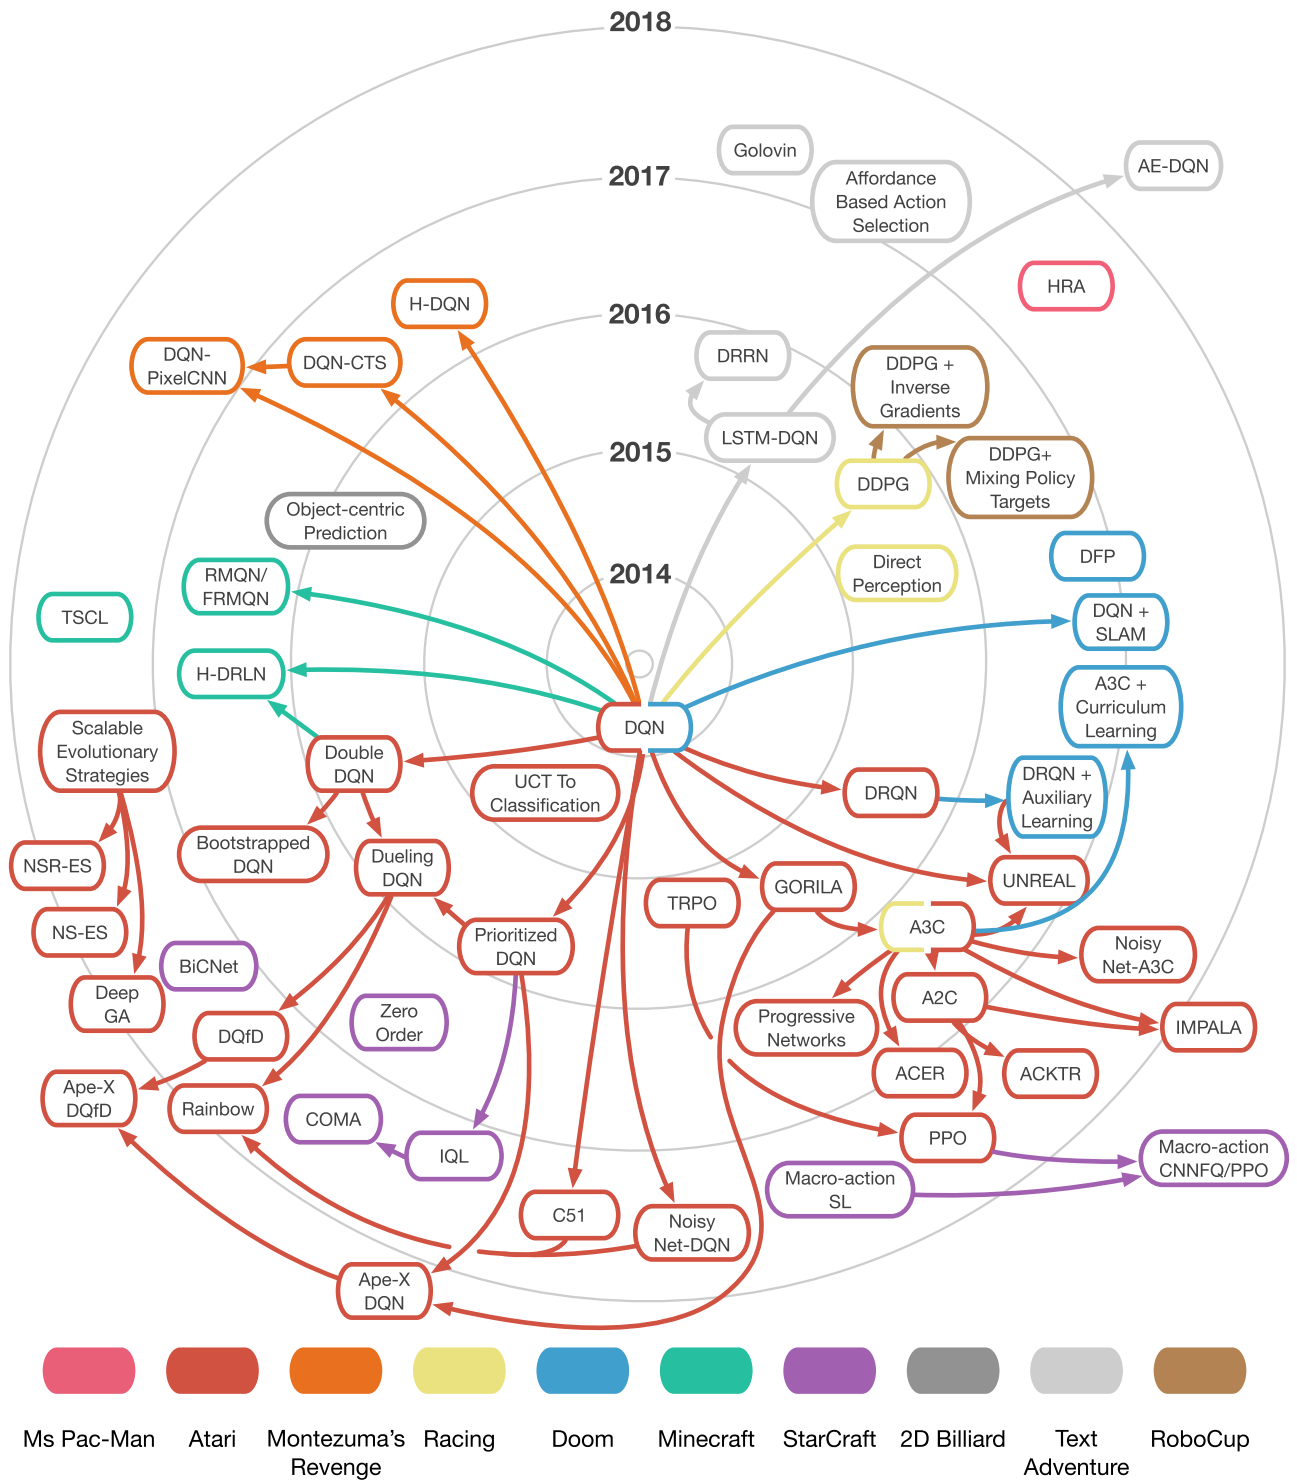 2018
Golovin
AE-DQN
2017
Affordance
Based Action
Selection
HRA
H-DQN
2016
DRRN
DQN-
PixelCNN
DQN-CTS
DDPG +
Inverse
Gradients
LSTM-DQN
2015
DDPG+
Mixing Policy
Targets
DDPG
Object-centric
Prediction
DFP
Direct
Perception
2014
RMQN/
FRMQN
TSCL
DQN +
SLAM
H-DRLN
A3C +
Curriculum
Learning
DQN
Scalable
Evolutionary
Strategies
Double
DQN
UCT To
Classification
DRQN
DRQN +
Auxiliary
Learning
Bootstrapped
DQN
Dueling
DQN
NSR-ES
GORILA
UNREAL
TRPO
A3C
NS-ES
Prioritized
DQN
Noisy
Net-A3C
BiCNet
Deep
GA
A2C
Zero
Order
Progressive
Networks
IMPALA
DQfD
ACER
ACKTR
Ape-X
DQfD
Rainbow
COMA
PPO
IQL
Macro-action
CNNFQ/PPO
Macro-action
SL
C51
Noisy
Net-DQN
Ape-X
DQN
Ms Pac-Man
Atari
Montezuma's
Revenge
Racing
Doom
Minecraft
StarCraft
2D Billiard
Text
Adventure
RoboCup